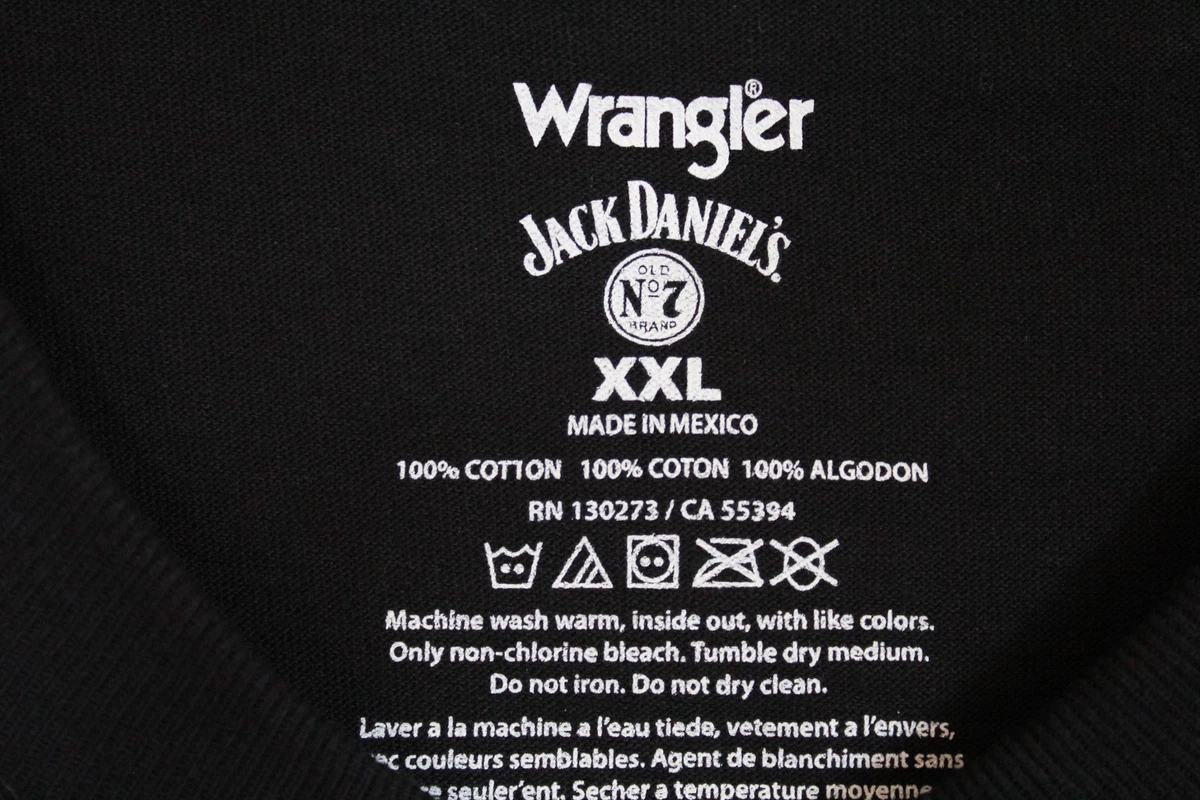 Wrangler®
JACK DANIEL'S.
OLD
Nº7
BRAND
XXL
MADE IN MEXICO
100% COTTON 100% COTON 100% ALGODON
RN 130273 / CA 55394
Machine wash warm, inside out, with like colors.
Only non-chlorine bleach. Tumble dry medium.
Do not iron. Do not dry clean.
Laver a la machine a l'eau tiede, vetement a l'envers,
couleurs semblables. Agent de blanchiment sans
seuler'ent. Secher a temperature moyenne